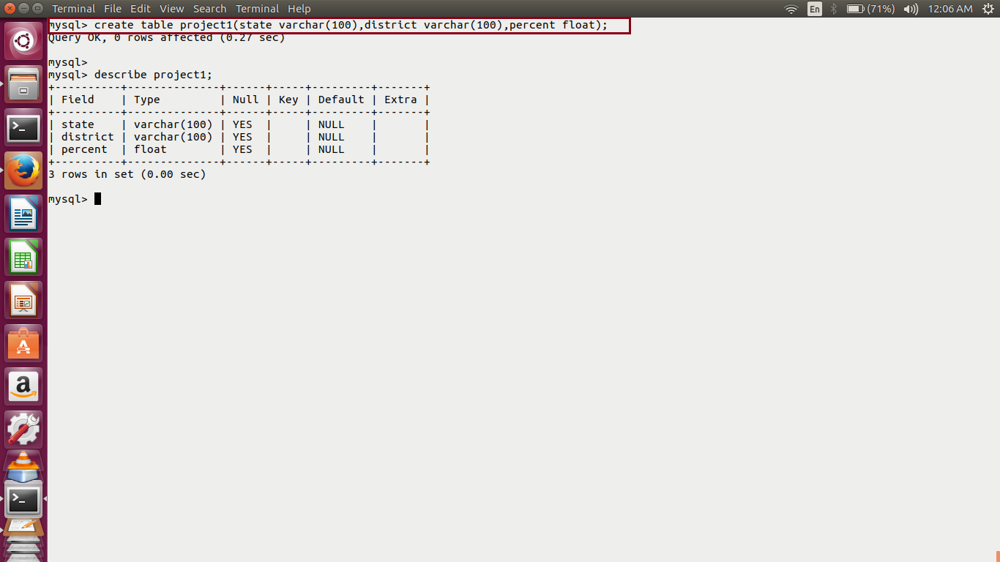 Terminal File Edit View Search Terminal Help En (71%) 12:06 AM
mysql> create table project1(state varchar(100),district varchar(100),percent float);
Query OK, 0 rows affected (0.27 sec)
mysql>
mysql> describe project1;
+----------+--------------+------+-----+---------+-------+
| Field    | Type         | Null | Key | Default | Extra |
+----------+--------------+------+-----+---------+-------+
| state    | varchar(100) | YES  |     | NULL    |       |
| district | varchar(100) | YES  |     | NULL    |       |
| percent  | float        | YES  |     | NULL    |       |
+----------+--------------+------+-----+---------+-------+
3 rows in set (0.00 sec)
mysql>